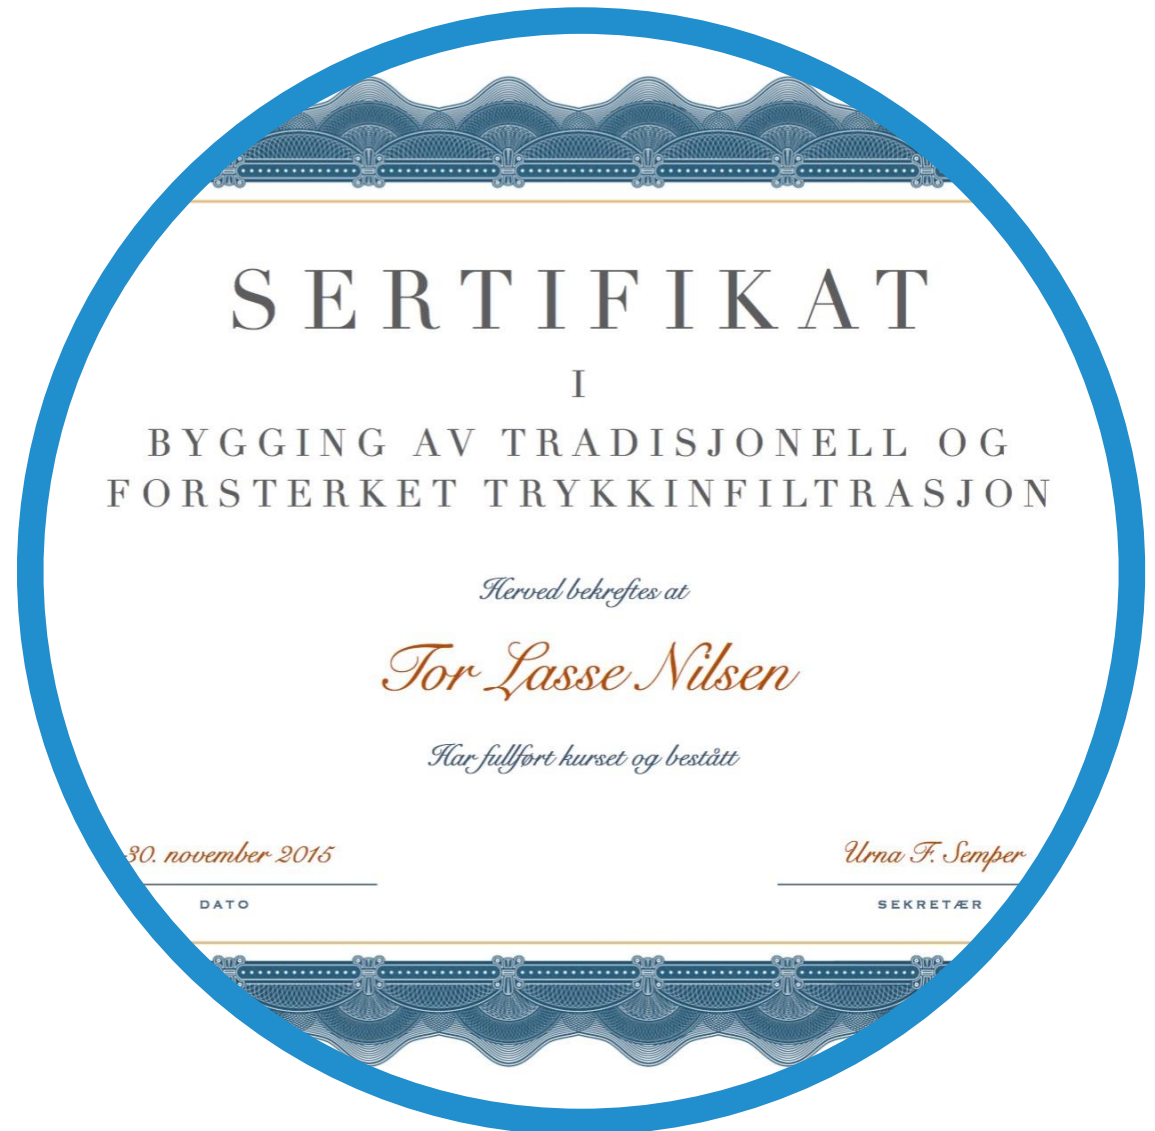 SERTIFIKAT
I
BYGGING AV TRADISJONELL OG
FORSTERKET TRYKKINFILTRASJON
Herved bekreftes at
Tor Lasse Nilsen
Har fullført kurset og bestått
30. november 2015
Urna F. Semper
DATO
SEKRETÆR